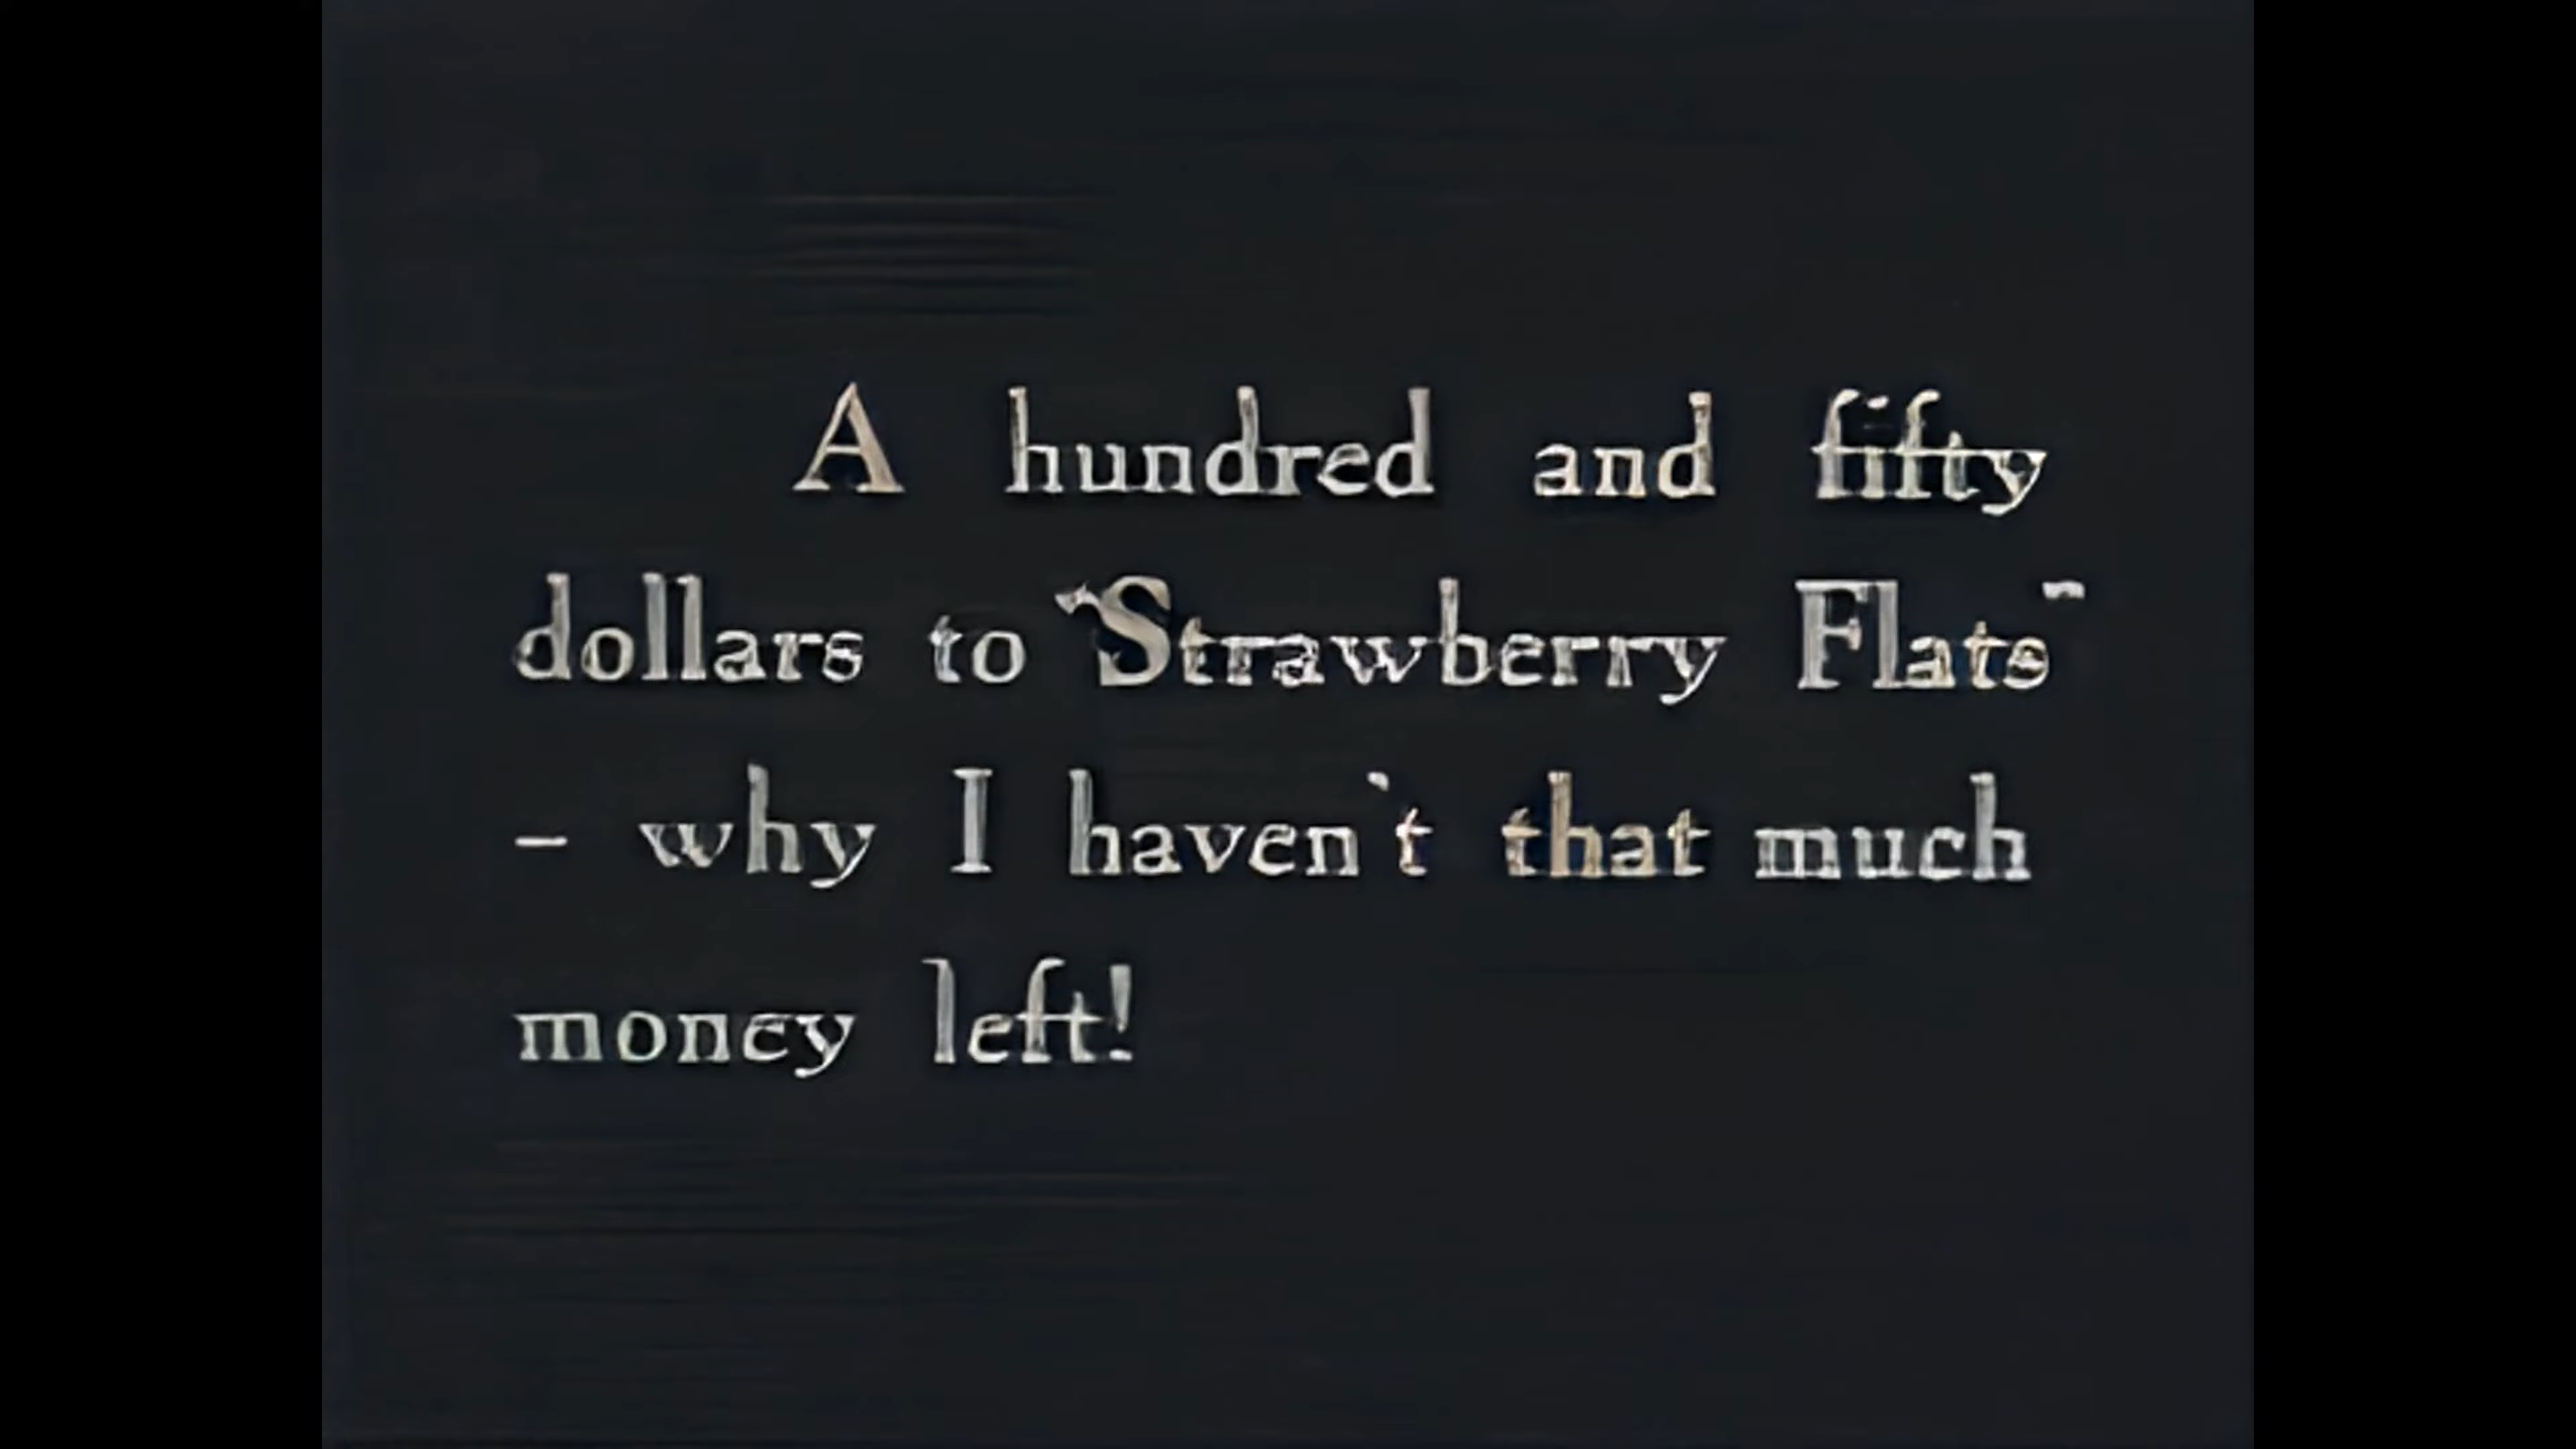 A hundred and fifty
dollars to "Strawberry Flats"
– why I haven't that much
money left!